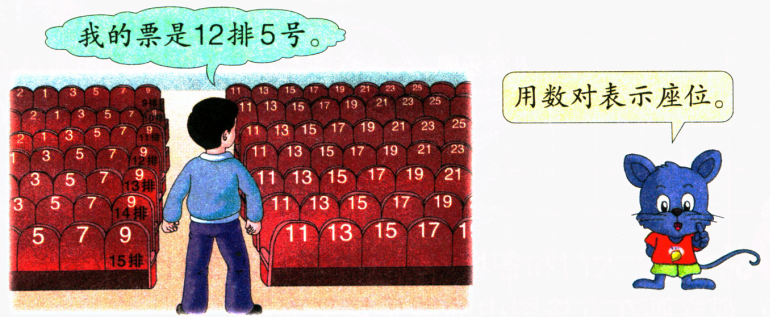 我的票是12排5号。
用数对表示座位。
2 1 3 5 7 9
11 13 15 17 19 21 23 25
9排
1 3 5 7 9
11 13 15 17 19 21 23 25
1 3 5 7 9
11排
11 13 15 17 19 21 23
1 3 5 7 9
12排
11 13 15 17 19 21 23
3 5 7 9
13排
11 13 15 17 19 21
3 5 7 9
14排
11 13 15 17 19
5 7 9
15排
11 13 15 17 1